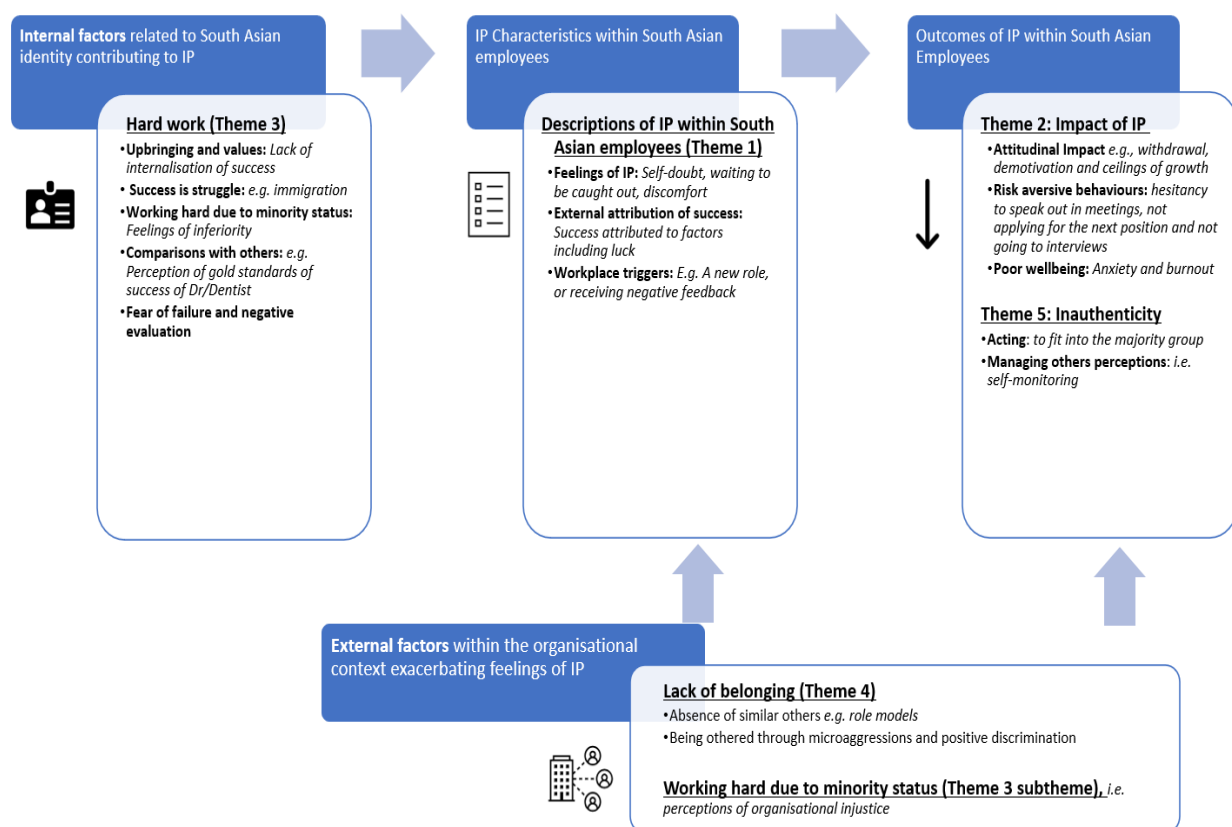 Internal factors related to South Asian
identity contributing to IP
Hard work (Theme 3)
•Upbringing and values: Lack of
internalisation of success
• Success is struggle: e.g. immigration
•Working hard due to minority status:
Feelings of inferiority
•Comparisons with others: e.g.
Perception of gold standards of
success of Dr/Dentist
•Fear of failure and negative
evaluation
IP Characteristics within South Asian
employees
Descriptions of IP within South
Asian employees (Theme 1)
•Feelings of IP: Self-doubt, waiting to
be caught out, discomfort
•External attribution of success:
Success attributed to factors
including luck
•Workplace triggers: E.g. A new role,
or receiving negative feedback
Outcomes of IP within South Asian
Employees
Theme 2: Impact of IP
•Attitudinal Impact e.g., withdrawal,
demotivation and ceilings of growth
•Risk aversive behaviours: hesitancy
to speak out in meetings, not
applying for the next position and not
going to interviews
•Poor wellbeing: Anxiety and burnout
Theme 5: Inauthenticity
•Acting: to fit into the majority group
•Managing others perceptions: i.e.
self-monitoring
External factors within the organisational
context exacerbating feelings of IP
Lack of belonging (Theme 4)
•Absence of similar others e.g. role models
•Being othered through microaggressions and positive discrimination
Working hard due to minority status (Theme 3 subtheme), i.e.
perceptions of organisational injustice